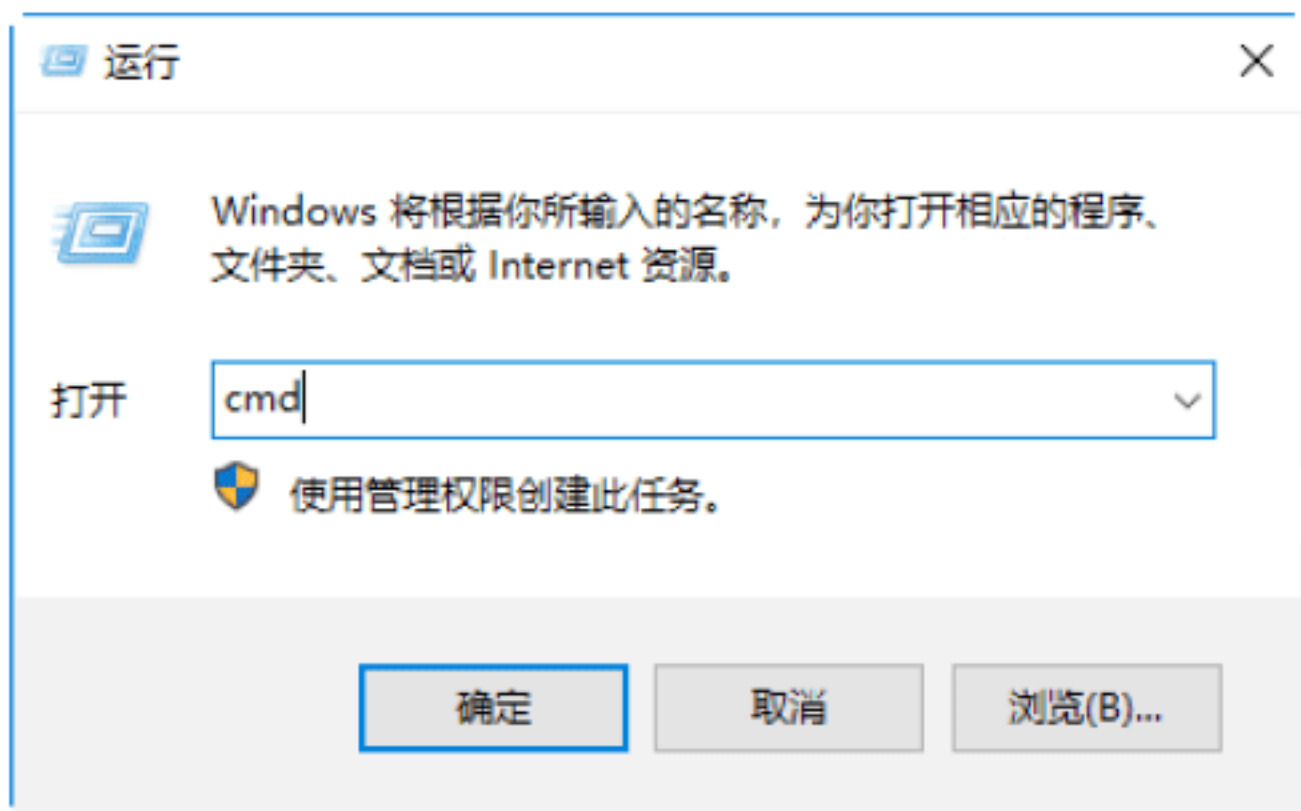 运行
Windows 将根据你所输入的名称，为你打开相应的程序、
文件夹、文档或 Internet 资源。
打开
cmd
使用管理权限创建此任务。
确定
取消
浏览(B)...